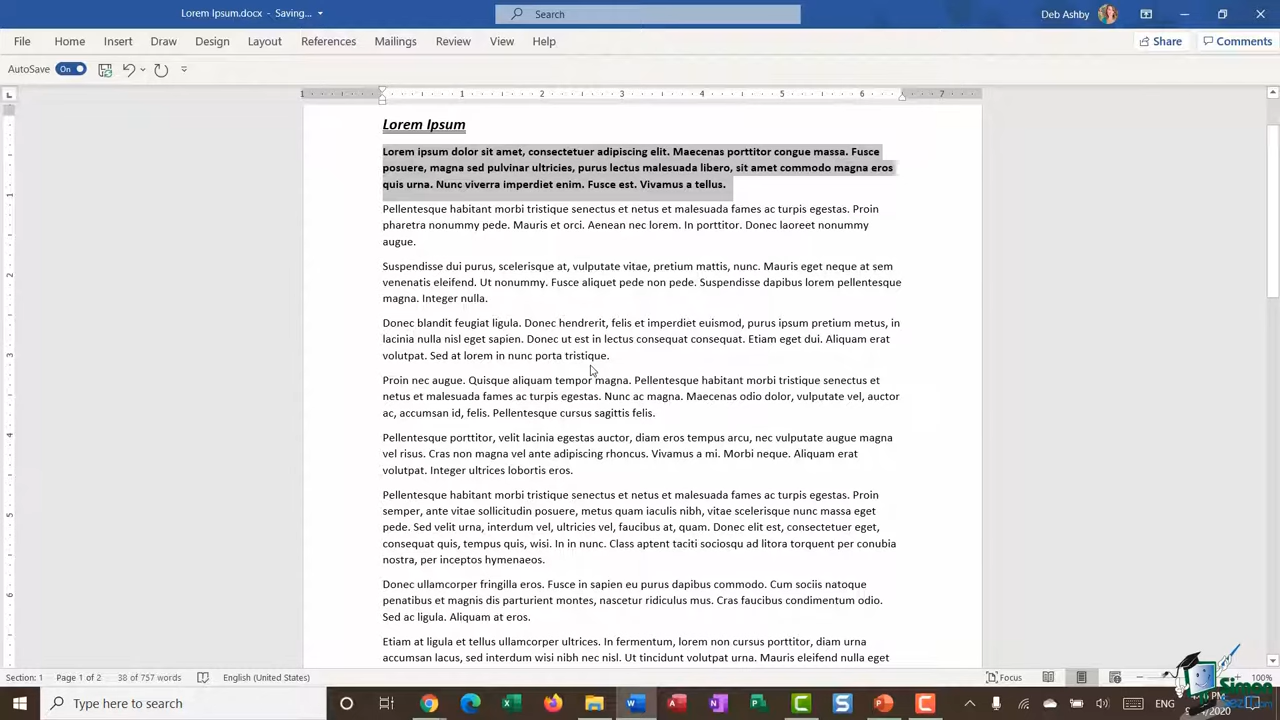 Lorem Ipsum.docx - Saving...
Search
Deb Ashby
File Home Insert Draw Design Layout References Mailings Review View Help Share Comments
AutoSave On
1 1 2 3 4 5 6 7
Lorem Ipsum
Lorem ipsum dolor sit amet, consectetuer adipiscing elit. Maecenas porttitor congue massa. Fusce
posuere, magna sed pulvinar ultricies, purus lectus malesuada libero, sit amet commodo magna eros
quis urna. Nunc viverra imperdiet enim. Fusce est. Vivamus a tellus.
Pellentesque habitant morbi tristique senectus et netus et malesuada fames ac turpis egestas. Proin
pharetra nonummy pede. Mauris et orci. Aenean nec lorem. In porttitor. Donec laoreet nonummy
augue.
Suspendisse dui purus, scelerisque at, vulputate vitae, pretium mattis, nunc. Mauris eget neque at sem
venenatis eleifend. Ut nonummy. Fusce aliquet pede non pede. Suspendisse dapibus lorem pellentesque
magna. Integer nulla.
Donec blandit feugiat ligula. Donec hendrerit, felis et imperdiet euismod, purus ipsum pretium metus, in
lacinia nulla nisl eget sapien. Donec ut est in lectus consequat consequat. Etiam eget dui. Aliquam erat
volutpat. Sed at lorem in nunc porta tristique.
Proin nec augue. Quisque aliquam tempor magna. Pellentesque habitant morbi tristique senectus et
netus et malesuada fames ac turpis egestas. Nunc ac magna. Maecenas odio dolor, vulputate vel, auctor
ac, accumsan id, felis. Pellentesque cursus sagittis felis.
Pellentesque porttitor, velit lacinia egestas auctor, diam eros tempus arcu, nec vulputate augue magna
vel risus. Cras non magna vel ante adipiscing rhoncus. Vivamus a mi. Morbi neque. Aliquam erat
volutpat. Integer ultrices lobortis eros.
Pellentesque habitant morbi tristique senectus et netus et malesuada fames ac turpis egestas. Proin
semper, ante vitae sollicitudin posuere, metus quam iaculis nibh, vitae scelerisque nunc massa eget
pede. Sed velit urna, interdum vel, ultricies vel, faucibus at, quam. Donec elit est, consectetuer eget,
consequat quis, tempus quis, wisi. In in nunc. Class aptent taciti sociosqu ad litora torquent per conubia
nostra, per inceptos hymenaeos.
Donec ullamcorper fringilla eros. Fusce in sapien eu purus dapibus commodo. Cum sociis natoque
penatibus et magnis dis parturient montes, nascetur ridiculus mus. Cras faucibus condimentum odio.
Sed ac ligula. Aliquam at eros.
Etiam at ligula et tellus ullamcorper ultrices. In fermentum, lorem non cursus porttitor, diam urna
accumsan lacus, sed interdum wisi nibh nec nisl. Ut tincidunt volutpat urna. Mauris eleifend nulla eget
1
2
3
4
5
6
Section: 1 Page 1 of 2 38 of 757 words English (United States) Focus 100%
Type here to search
Simon